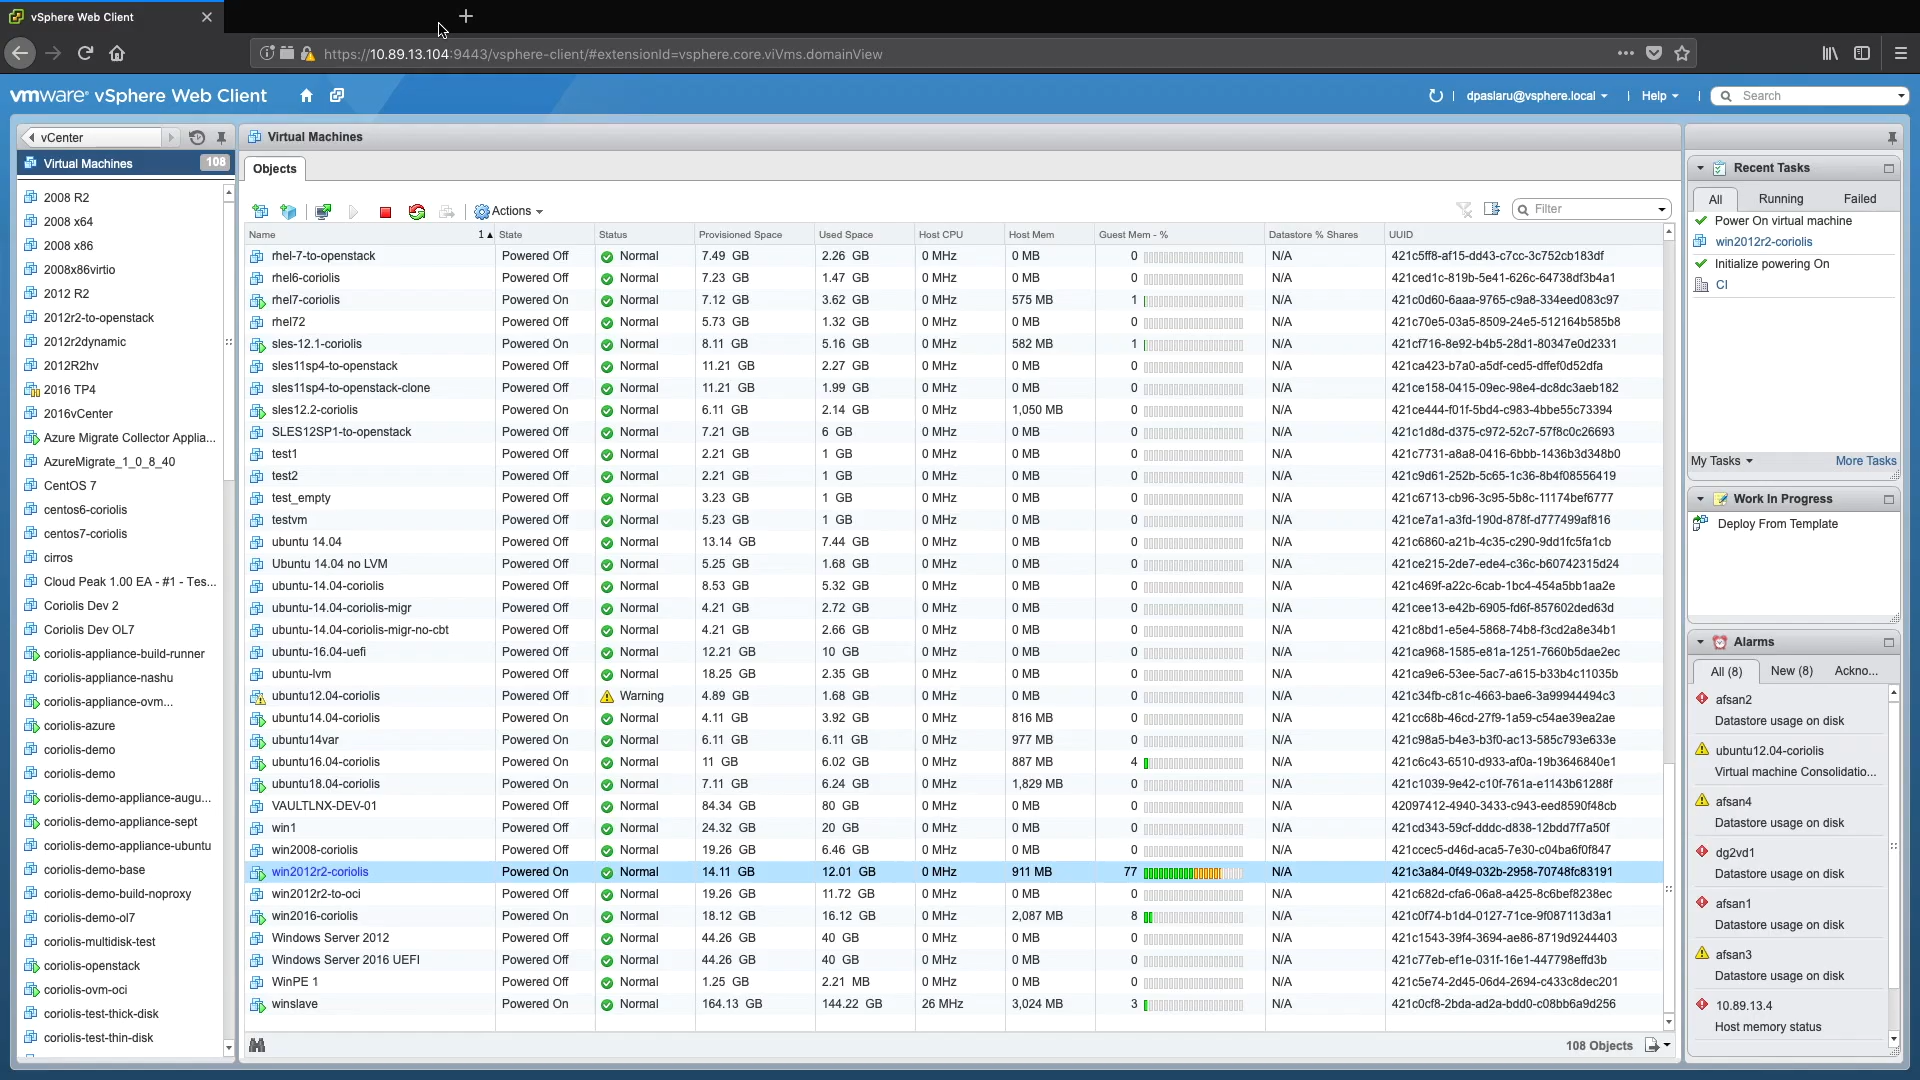 vSphere Web Client
https://10.89.13.104:9443/vsphere-client/#extensionId=vsphere.core.viVms.domainView
vmware® vSphere Web Client
dpaslaru@vsphere.local
Help
Search
vCenter
Virtual Machines 108
2008 R2
2008 x64
2008 x86
2008x86virtio
2012 R2
2012r2-to-openstack
2012r2dynamic
2012R2hv
2016 TP4
2016vCenter
Azure Migrate Collector Applia...
AzureMigrate_1_0_8_40
CentOS 7
centos6-coriolis
centos7-coriolis
cirros
Cloud Peak 1.00 EA - #1 - Tes...
Coriolis Dev 2
Coriolis Dev OL7
coriolis-appliance-build-runner
coriolis-appliance-nashu
coriolis-appliance-ovm...
coriolis-azure
coriolis-demo
coriolis-demo
coriolis-demo-appliance-augu...
coriolis-demo-appliance-sept
coriolis-demo-appliance-ubuntu
coriolis-demo-base
coriolis-demo-build-noproxy
coriolis-demo-ol7
coriolis-multidisk-test
coriolis-openstack
coriolis-ovm-oci
coriolis-test-thick-disk
coriolis-test-thin-disk
Virtual Machines
Objects
Actions
Filter
Name 1 State Status Provisioned Space Used Space Host CPU Host Mem Guest Mem - % Datastore % Shares UUID
rhel-7-to-openstack Powered Off Normal 7.49 GB 2.26 GB 0 MHz 0 MB 0 N/A 421c5ff8-af15-dd43-c7cc-3c752cb183df
rhel6-coriolis Powered Off Normal 7.23 GB 1.47 GB 0 MHz 0 MB 0 N/A 421ced1c-819b-5e41-626c-64738df3b4a1
rhel7-coriolis Powered On Normal 7.12 GB 3.62 GB 0 MHz 575 MB 1 N/A 421c0d60-6aaa-9765-c9a8-334eed083c97
rhel72 Powered Off Normal 5.73 GB 1.32 GB 0 MHz 0 MB 0 N/A 421c70e5-03a5-8509-24e5-512164b585b8
sles-12.1-coriolis Powered On Normal 8.11 GB 5.16 GB 0 MHz 582 MB 1 N/A 421cf716-8e92-b4b5-28d1-80347e0d2331
sles11sp4-to-openstack Powered Off Normal 11.21 GB 2.27 GB 0 MHz 0 MB 0 N/A 421ca423-b7a0-a5df-ced5-dffef0d52dfa
sles11sp4-to-openstack-clone Powered Off Normal 11.21 GB 1.99 GB 0 MHz 0 MB 0 N/A 421ce158-0415-09ec-98e4-dc8dc3aeb182
sles12.2-coriolis Powered On Normal 6.11 GB 2.14 GB 0 MHz 1,050 MB 0 N/A 421ce444-f01f-5bd4-c983-4bbe55c73394
SLES12SP1-to-openstack Powered Off Normal 7.21 GB 6 GB 0 MHz 0 MB 0 N/A 421c1d8d-d375-c972-52c7-57f8c0c26693
test1 Powered Off Normal 2.21 GB 1 GB 0 MHz 0 MB 0 N/A 421c7731-a8a8-0416-6bbb-1436b3d348b0
test2 Powered Off Normal 2.21 GB 1 GB 0 MHz 0 MB 0 N/A 421c9d61-252b-5c65-1c36-8b4f08556419
test_empty Powered Off Normal 3.23 GB 1 GB 0 MHz 0 MB 0 N/A 421c6713-cb96-3c95-5b8c-11174bef6777
testvm Powered Off Normal 5.23 GB 1 GB 0 MHz 0 MB 0 N/A 421ce7a1-a3fd-190d-878f-d777499af816
ubuntu 14.04 Powered Off Normal 13.14 GB 7.44 GB 0 MHz 0 MB 0 N/A 421c6860-a21b-4c35-c290-9dd1fc5fa1cb
Ubuntu 14.04 no LVM Powered Off Normal 5.25 GB 1.68 GB 0 MHz 0 MB 0 N/A 421ce215-2de7-ede4-c36c-b60742315d24
ubuntu-14.04-coriolis Powered Off Normal 8.53 GB 5.32 GB 0 MHz 0 MB 0 N/A 421c469f-a22c-6cab-1bc4-454a5bb1aa2e
ubuntu-14.04-coriolis-migr Powered Off Normal 4.21 GB 2.72 GB 0 MHz 0 MB 0 N/A 421cee13-e42b-6905-fd6f-857602ded63d
ubuntu-14.04-coriolis-migr-no-cbt Powered Off Normal 4.21 GB 2.66 GB 0 MHz 0 MB 0 N/A 421c8bd1-e5e4-5868-74b8-f3cd2a8e34b1
ubuntu-16.04-uefi Powered Off Normal 12.21 GB 10 GB 0 MHz 0 MB 0 N/A 421ca968-1585-e81a-1251-7660b5dae2ec
ubuntu-lvm Powered Off Normal 18.25 GB 2.35 GB 0 MHz 0 MB 0 N/A 421ca9e6-53ee-5ac7-a615-b33b4c11035b
ubuntu12.04-coriolis Powered Off Warning 4.89 GB 1.68 GB 0 MHz 0 MB 0 N/A 421c34fb-c81c-4663-bae6-3a99944494c3
ubuntu14.04-coriolis Powered On Normal 4.11 GB 3.92 GB 0 MHz 816 MB 0 N/A 421cc68b-46cd-27f9-1a59-c54ae39ea2ae
ubuntu14var Powered On Normal 6.11 GB 6.11 GB 0 MHz 977 MB 0 N/A 421c98a5-b4e3-b3f0-ac13-585c793e633e
ubuntu16.04-coriolis Powered On Normal 11 GB 6.02 GB 0 MHz 887 MB 4 N/A 421c6c43-6510-d933-af0a-19b3646840e1
ubuntu18.04-coriolis Powered On Normal 7.11 GB 6.24 GB 0 MHz 1,829 MB 0 N/A 421c1039-9e42-c10f-761a-e1143b61288f
VAULTLNX-DEV-01 Powered Off Normal 84.34 GB 80 GB 0 MHz 0 MB 0 N/A 42097412-4940-3433-c943-eed8590f48cb
win1 Powered Off Normal 24.32 GB 20 GB 0 MHz 0 MB 0 N/A 421cd343-59cf-dddc-d838-12bdd7f7a50f
win2008-coriolis Powered Off Normal 19.26 GB 6.46 GB 0 MHz 0 MB 0 N/A 421ccec5-d46d-aca5-7e30-c04ba6f0f847
win2012r2-coriolis Powered On Normal 14.11 GB 12.01 GB 0 MHz 911 MB 77 N/A 421c3a84-0f49-032b-2958-70748fc83191
win2012r2-to-oci Powered Off Normal 19.26 GB 11.72 GB 0 MHz 0 MB 0 N/A 421c682d-cfa6-06a8-a425-8c6bef8238ec
win2016-coriolis Powered On Normal 18.12 GB 16.12 GB 0 MHz 2,087 MB 8 N/A 421c0f74-b1d4-0127-71ce-9f087113d3a1
Windows Server 2012 Powered Off Normal 44.26 GB 40 GB 0 MHz 0 MB 0 N/A 421c1543-39f4-3694-ae86-8719d9244403
Windows Server 2016 UEFI Powered Off Normal 44.26 GB 40 GB 0 MHz 0 MB 0 N/A 421c77eb-ef1e-031f-16e1-447798effd3b
WinPE 1 Powered Off Normal 1.25 GB 2.21 MB 0 MHz 0 MB 0 N/A 421c5e74-2d45-06d4-2694-c433c8dec201
winslave Powered On Normal 164.13 GB 144.22 GB 26 MHz 3,024 MB 3 N/A 421c0cf8-2bda-ad2a-bdd0-c08bb6a9d256
108 Objects
Recent Tasks
All Running Failed
Power On virtual machine
win2012r2-coriolis
Initialize powering On
CI
My Tasks More Tasks
Work In Progress
Deploy From Template
Alarms
All (8) New (8) Ackno...
afsan2
Datastore usage on disk
ubuntu12.04-coriolis
Virtual machine Consolidatio...
afsan4
Datastore usage on disk
dg2vd1
Datastore usage on disk
afsan1
Datastore usage on disk
afsan3
Datastore usage on disk
10.89.13.4
Host memory status